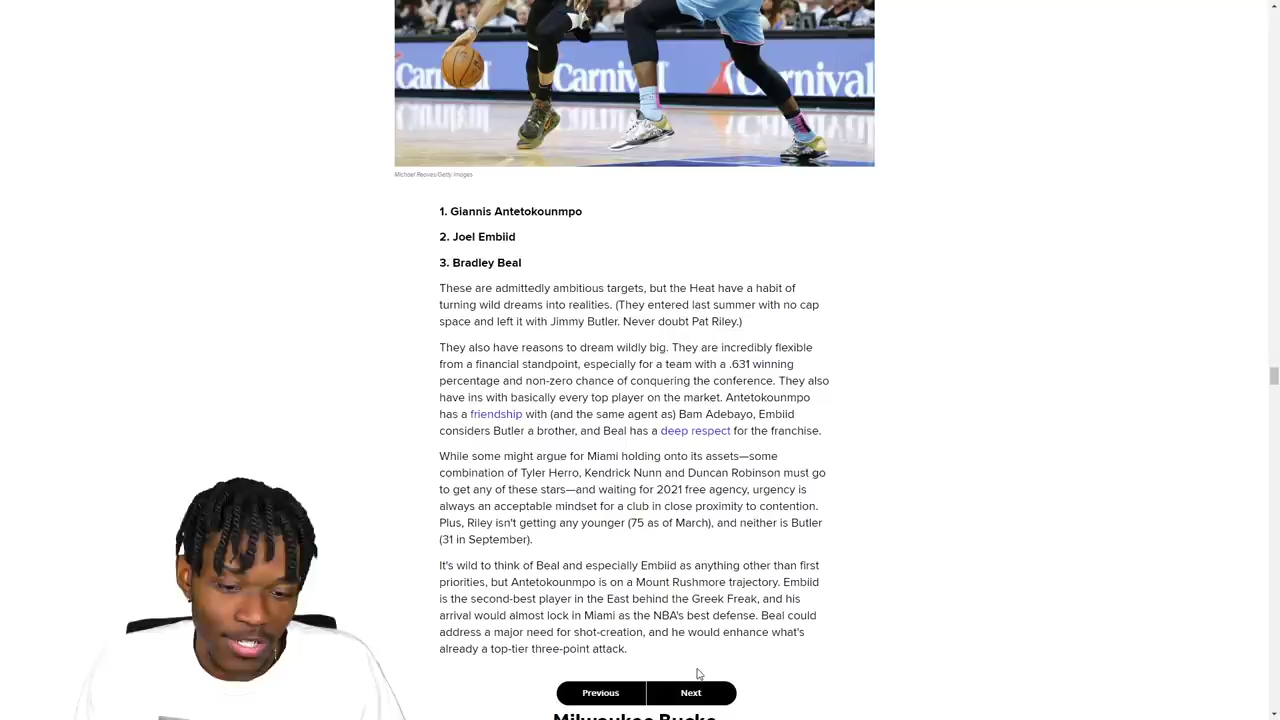 Carnival
Carnival
Carnival
Michael Reaves/Getty Images
1. Giannis Antetokounmpo
2. Joel Embiid
3. Bradley Beal
These are admittedly ambitious targets, but the Heat have a habit of
turning wild dreams into realities. (They entered last summer with no cap
space and left it with Jimmy Butler. Never doubt Pat Riley.)
They also have reasons to dream wildly big. They are incredibly flexible
from a financial standpoint, especially for a team with a .631 winning
percentage and non-zero chance of conquering the conference. They also
have ins with basically every top player on the market. Antetokounmpo
has a friendship with (and the same agent as) Bam Adebayo, Embiid
considers Butler a brother, and Beal has a deep respect for the franchise.
While some might argue for Miami holding onto its assets—some
combination of Tyler Herro, Kendrick Nunn and Duncan Robinson must go
to get any of these stars—and waiting for 2021 free agency, urgency is
always an acceptable mindset for a club in close proximity to contention.
Plus, Riley isn't getting any younger (75 as of March), and neither is Butler
(31 in September).
It's wild to think of Beal and especially Embiid as anything other than first
priorities, but Antetokounmpo is on a Mount Rushmore trajectory. Embiid
is the second-best player in the East behind the Greek Freak, and his
arrival would almost lock in Miami as the NBA's best defense. Beal could
address a major need for shot-creation, and he would enhance what's
already a top-tier three-point attack.
Previous Next
Milwaukee Bucks